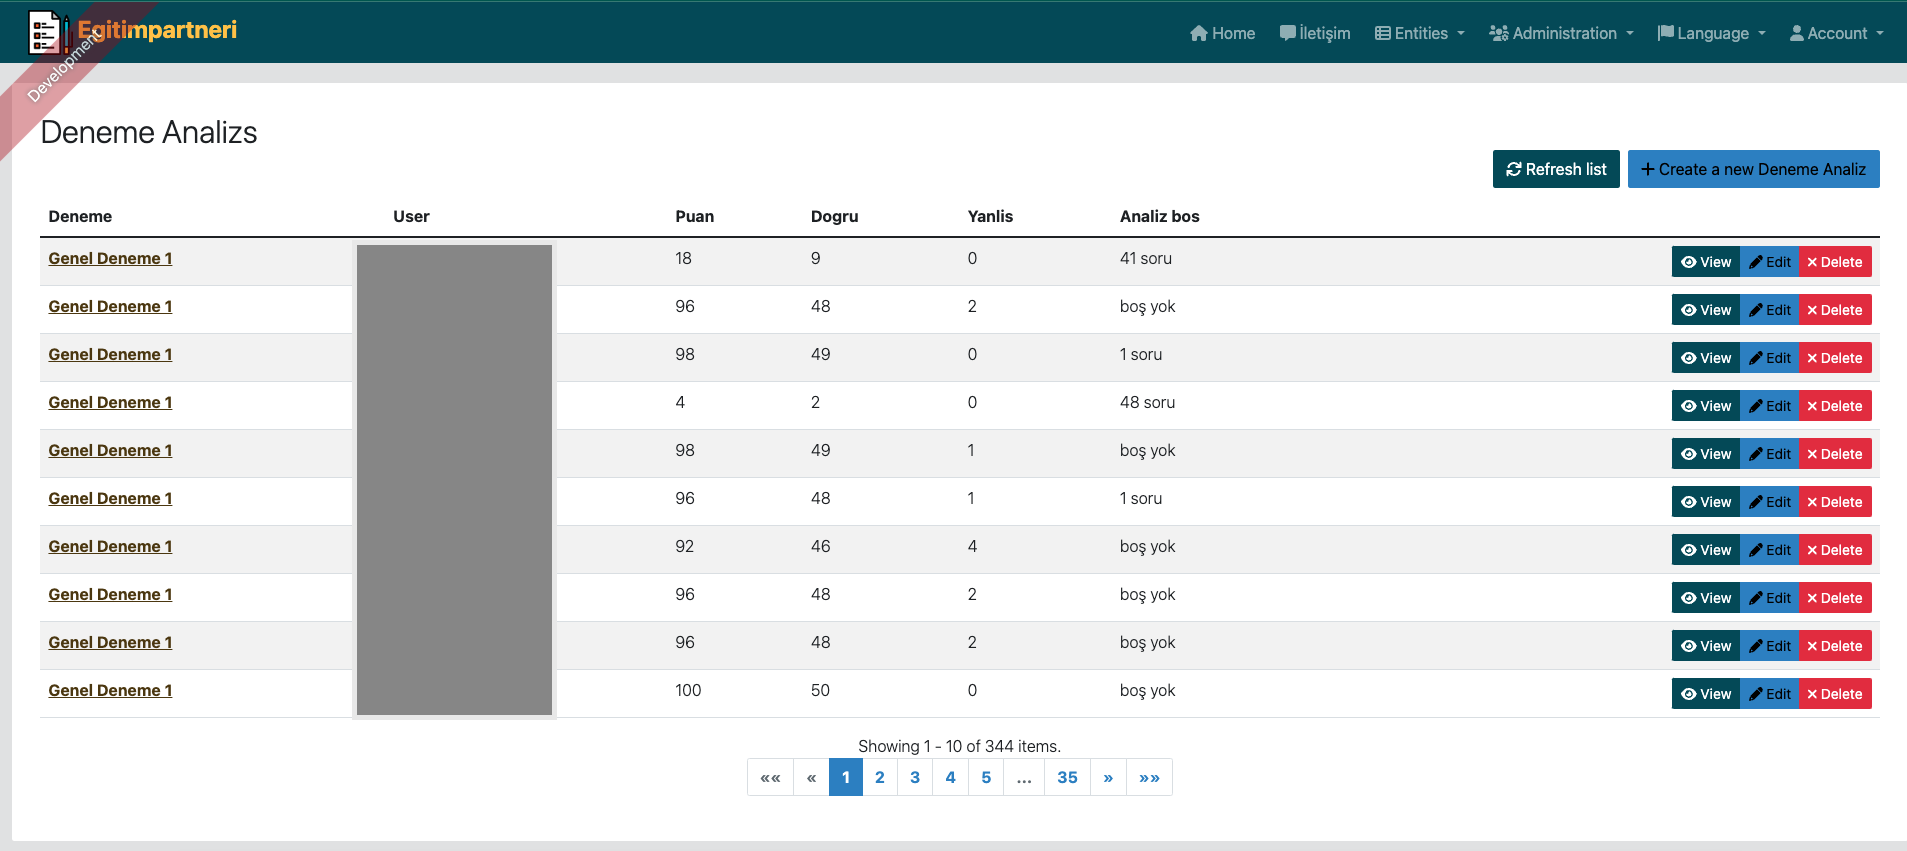 Egitimpartneri
Home İletişim Entities Administration Language Account
Development
Deneme Analizs
Refresh list + Create a new Deneme Analiz
Deneme User Puan Dogru Yanlis Analiz bos
Genel Deneme 1 18 9 0 41 soru View Edit Delete
Genel Deneme 1 96 48 2 boş yok View Edit Delete
Genel Deneme 1 98 49 0 1 soru View Edit Delete
Genel Deneme 1 4 2 0 48 soru View Edit Delete
Genel Deneme 1 98 49 1 boş yok View Edit Delete
Genel Deneme 1 96 48 1 1 soru View Edit Delete
Genel Deneme 1 92 46 4 boş yok View Edit Delete
Genel Deneme 1 96 48 2 boş yok View Edit Delete
Genel Deneme 1 96 48 2 boş yok View Edit Delete
Genel Deneme 1 100 50 0 boş yok View Edit Delete
Showing 1 - 10 of 344 items.
«« « 1 2 3 4 5 ... 35 » »»